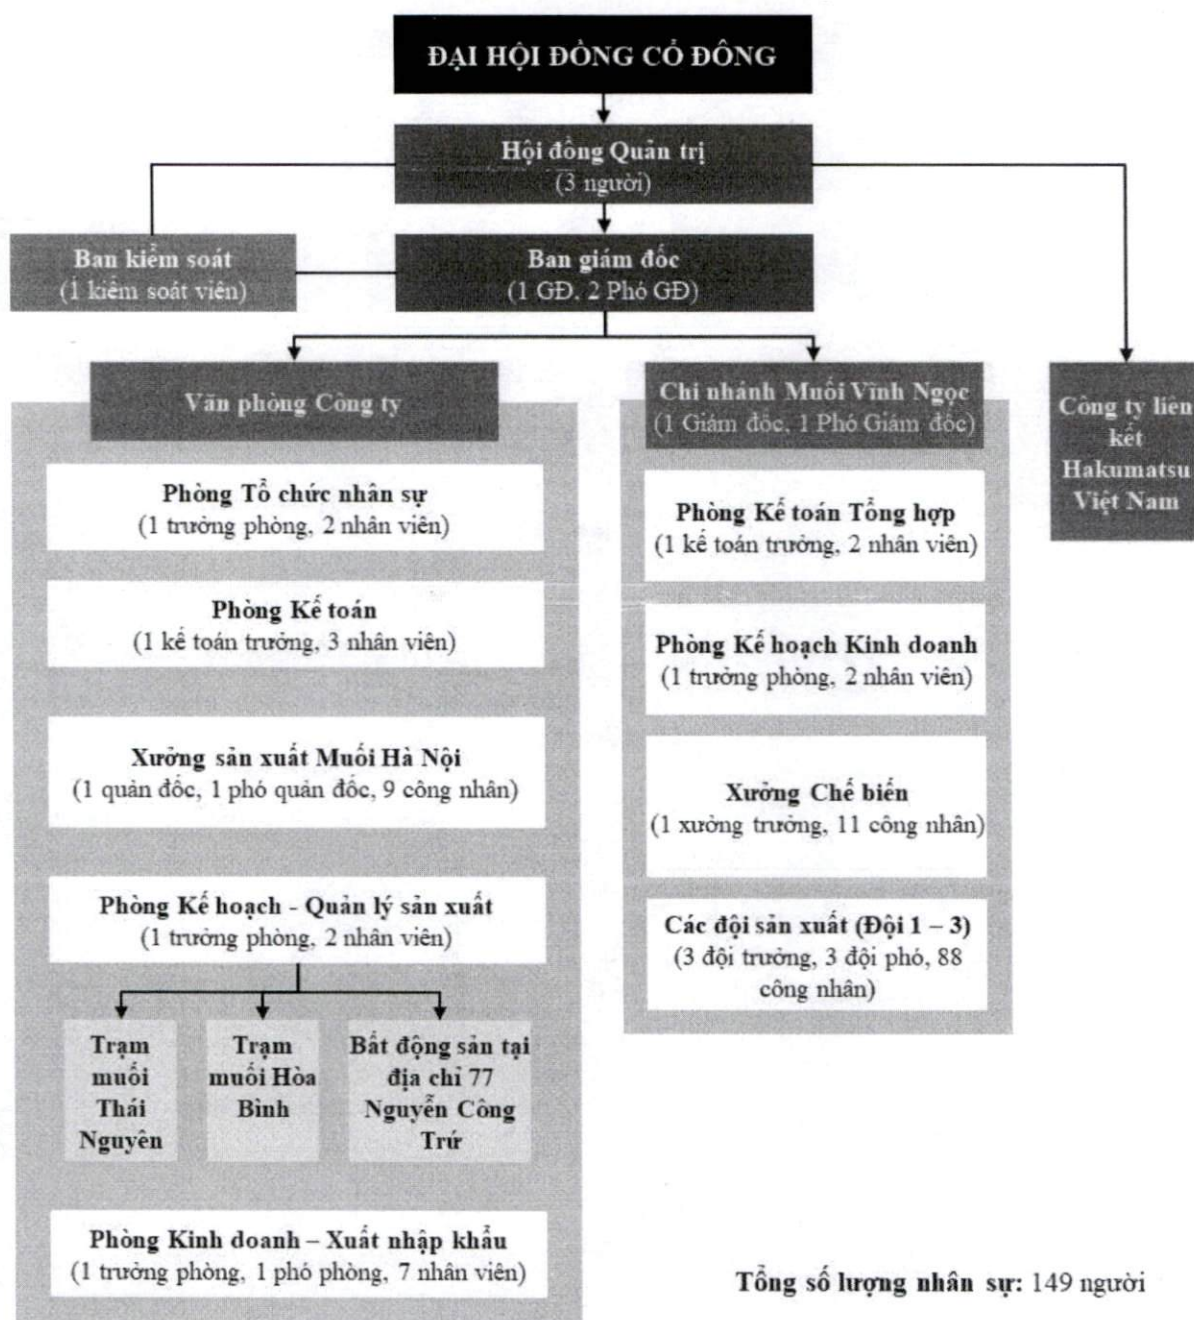 ĐẠI HỘI ĐỒNG CỔ ĐÔNG
Hội đồng Quản trị
(3 người)
Ban kiểm soát
(1 kiểm soát viên)
Ban giám đốc
(1 GĐ, 2 Phó GĐ)
Văn phòng Công ty
Phòng Tổ chức nhân sự
(1 trưởng phòng, 2 nhân viên)
Phòng Kế toán
(1 kế toán trưởng, 3 nhân viên)
Xưởng sản xuất Muối Hà Nội
(1 quản đốc, 1 phó quản đốc, 9 công nhân)
Phòng Kế hoạch - Quản lý sản xuất
(1 trưởng phòng, 2 nhân viên)
Trạm
muối
Thái
Nguyên
Trạm
muối Hòa
Bình
Bất động sản tại
địa chỉ 77
Nguyễn Công
Trứ
Phòng Kinh doanh – Xuất nhập khẩu
(1 trưởng phòng, 1 phó phòng, 7 nhân viên)
Chi nhánh Muối Vĩnh Ngọc
(1 Giám đốc, 1 Phó Giám đốc)
Phòng Kế toán Tổng hợp
(1 kế toán trưởng, 2 nhân viên)
Phòng Kế hoạch Kinh doanh
(1 trưởng phòng, 2 nhân viên)
Xưởng Chế biến
(1 xưởng trưởng, 11 công nhân)
Các đội sản xuất (Đội 1 – 3)
(3 đội trưởng, 3 đội phó, 88
công nhân)
Công ty liên
kết
Hakumatsu
Việt Nam
Tổng số lượng nhân sự: 149 người